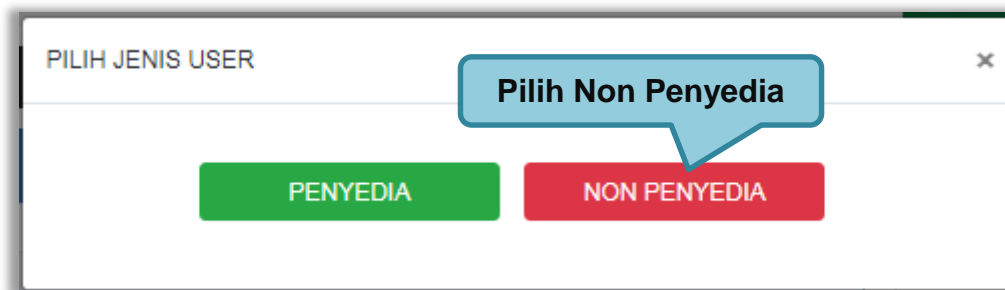 PILIH JENIS USER
×
Pilih Non Penyedia
PENYEDIA
NON PENYEDIA